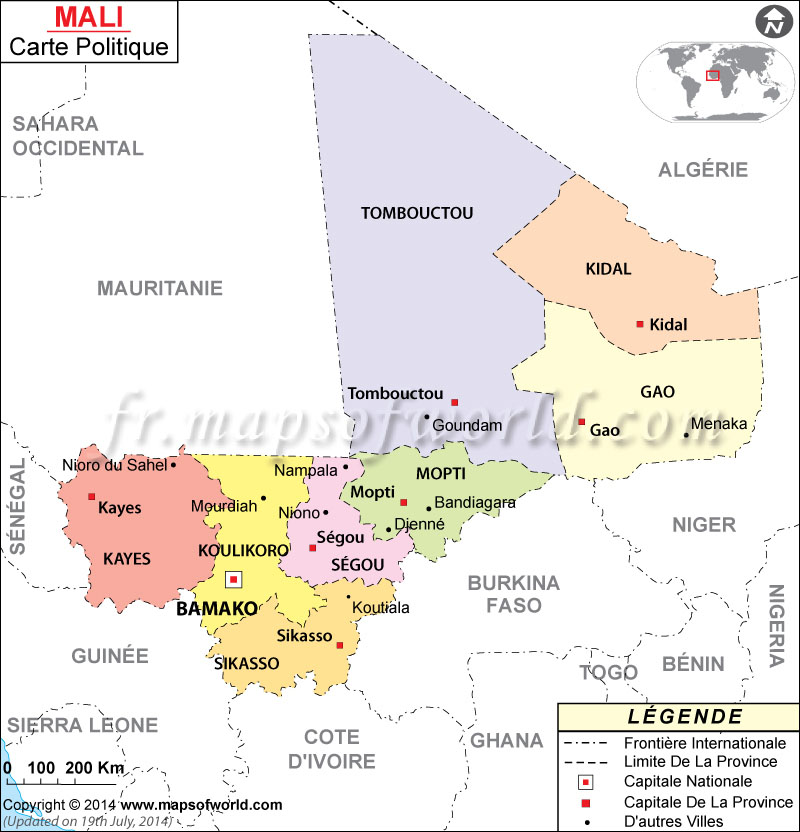 MALI
Carte Politique
N
SAHARA
OCCIDENTAL
ALGÉRIE
TOMBOUCTOU
KIDAL
MAURITANIE
Kidal
GAO
Tombouctou
fr.mapsofworld.com
Goundam
Gao
Menaka
Nioro du Sahel
Nampala
MOPTI
SÉNÉGAL
Kayes
Mourdiah
Niono
Mopti
Bandiagara
Djenné
NIGER
KAYES
KOULIKORO
Ségou
SÉGOU
BURKINA
FASO
BAMAKO
Koutiala
NIGERIA
Sikasso
SIKASSO
GUINÉE
TOGO
BÉNIN
SIERRA LEONE
COTE
D'IVOIRE
GHANA
LÉGENDE
Frontière Internationale
Limite De La Province
Capitale Nationale
Capitale De La Province
D'autres Villes
0 100 200 Km
Copyright © 2014 www.mapsofworld.com
(Updated on 19th July, 2014)